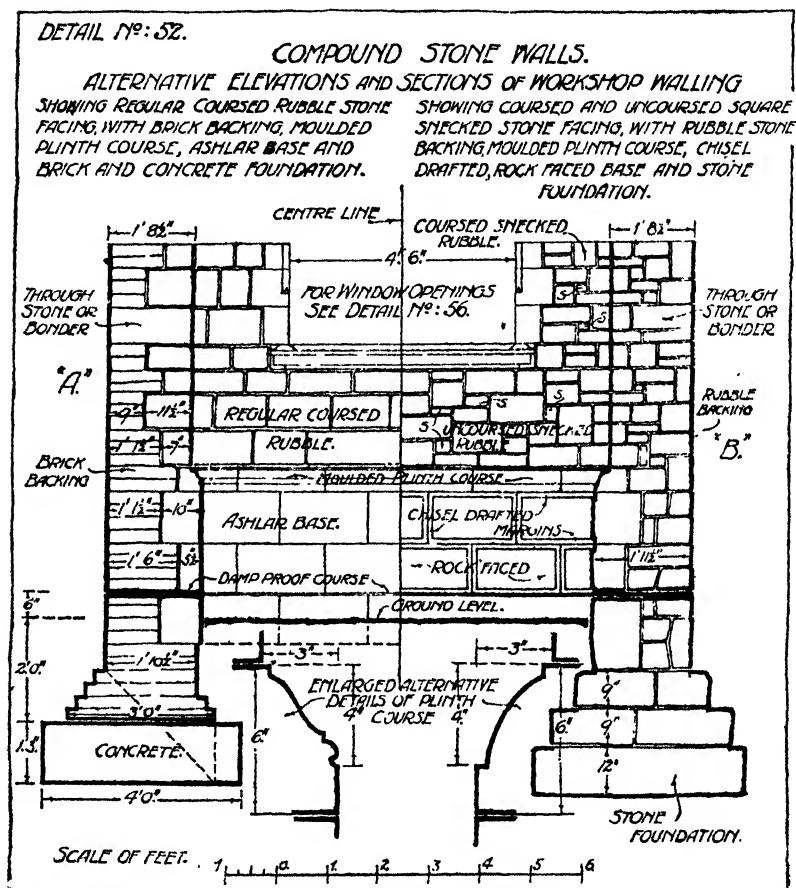 DETAIL Nº: 52.
COMPOUND STONE WALLS.
ALTERNATIVE ELEVATIONS AND SECTIONS OF WORKSHOP WALLING
SHOWING REGULAR COURSED RUBBLE STONE
FACING, WITH BRICK BACKING, MOULDED
PLINTH COURSE, ASHLAR BASE AND
BRICK AND CONCRETE FOUNDATION.
SHOWING COURSED AND UNCOURSED SQUARE
SNECKED STONE FACING, WITH RUBBLE STONE
BACKING, MOULDED PLINTH COURSE, CHISEL
DRAFTED, ROCK FACED BASE AND STONE
FOUNDATION.
CENTRE LINE
COURSED SNECKED
RUBBLE.
1' 8½"
1' 8½"
4' 6"
FOR WINDOW OPENINGS
SEE DETAIL Nº: 56.
THROUGH
STONE OR
BONDER
THROUGH
STONE OR
BONDER
S
S
"A."
S
S
RUBBLE
BACKING
"B."
9"
11½"
REGULAR COURSED
RUBBLE.
S
UNCOURSED SNECKED
RUBBLE
1' 1½"
7"
BRICK
BACKING
MOULDED PLINTH COURSE
1' 1½"
10"
ASHLAR BASE.
CHISEL DRAFTED
MARGINS
1' 6"
5½"
ROCK FACED
1' 11½"
DAMP PROOF COURSE
6"
GROUND LEVEL.
2'0"
1' 10½"
3"
3"
ENLARGED ALTERNATIVE
DETAILS OF PLINTH
COURSE
4"
4"
6"
6"
9"
9"
12"
3'0"
1'3"
CONCRETE.
4'0"
STONE
FOUNDATION.
SCALE OF FEET.
1 0 1 2 3 4 5 6